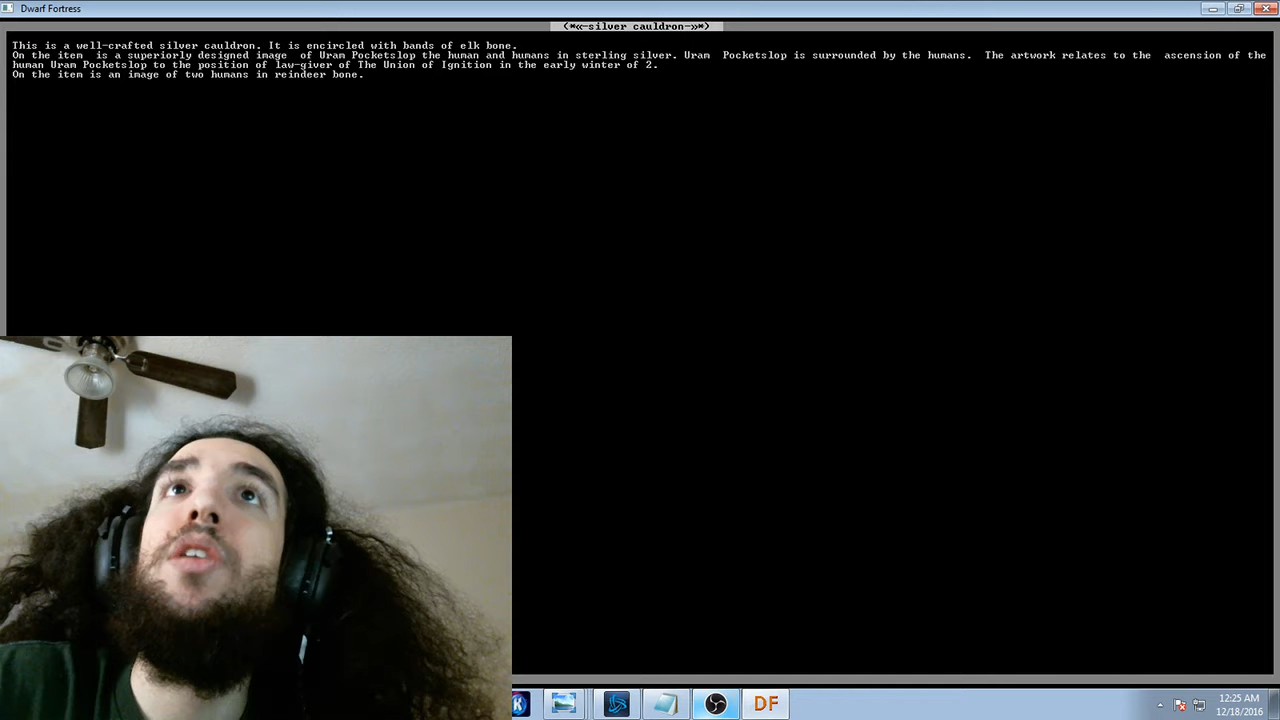 Dwarf Fortress
(*«-silver cauldron-»*)
This is a well-crafted silver cauldron. It is encircled with bands of elk bone.
On the item is a superiorly designed image of Uram Pocketslop the human and humans in sterling silver. Uram Pocketslop is surrounded by the humans. The artwork relates to the ascension of the
human Uram Pocketslop to the position of law-giver of The Union of Ignition in the early winter of 2.
On the item is an image of two humans in reindeer bone.
K
DF
12:25 AM
12/18/2016